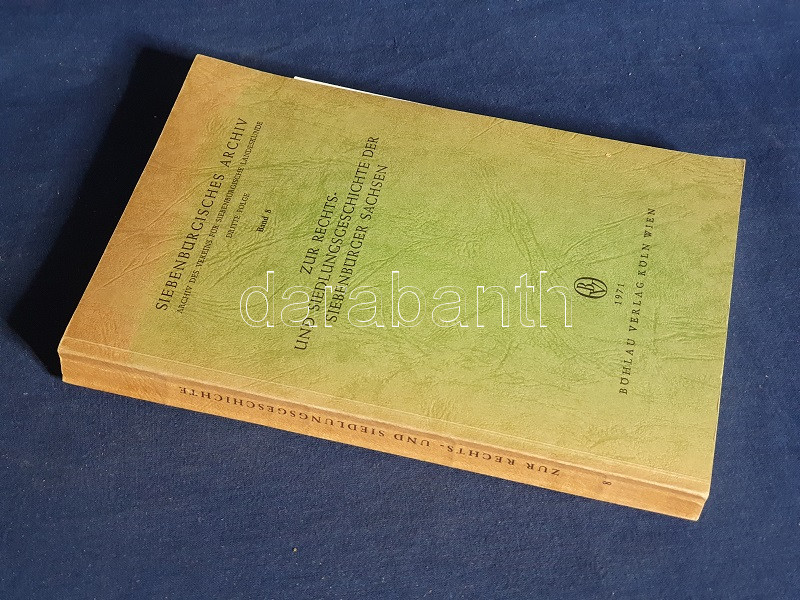 SIEBENBÜRGISCHES ARCHIV
ARCHIV DES VEREINS FÜR SIEBENBÜRGISCHE LANDESKUNDE
DRITTE FOLGE
Band 8
ZUR RECHTS-
UND SIEDLUNGSGESCHICHTE DER
SIEBENBÜRGER SACHSEN
1971
BÖHLAU VERLAG KÖLN WIEN
ZUR RECHTS- UND SIEDLUNGSGESCHICHTE
8
darabanth